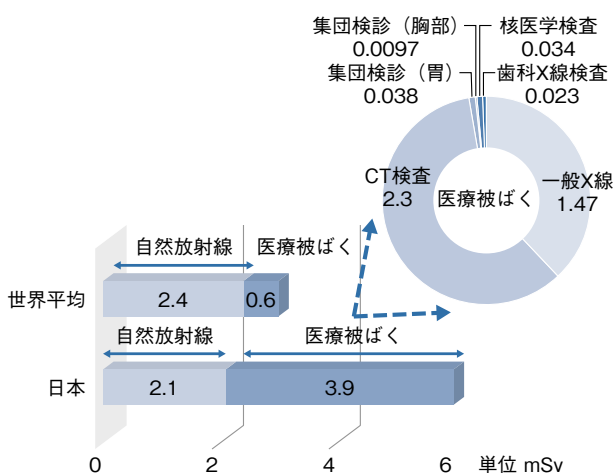 集団検診（胸部）
0.0097
核医学検査
0.034
集団検診（胃）
0.038
歯科X線検査
0.023
CT検査
2.3
医療被ばく
一般X線
1.47
自然放射線
医療被ばく
世界平均
2.4
0.6
自然放射線
医療被ばく
日本
2.1
3.9
0
2
4
6
単位 mSv